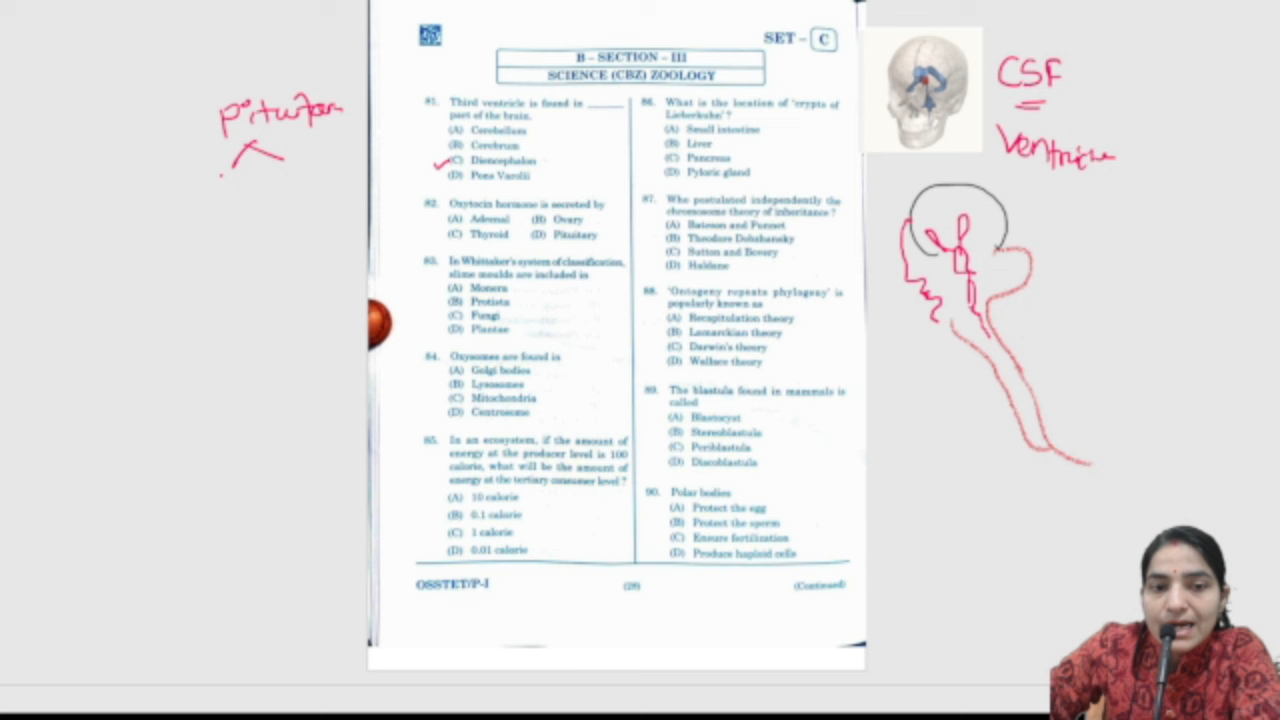 SET – C
B – SECTION – III
SCIENCE (CBZ) ZOOLOGY
81. Third ventricle is found in ______
part of the brain.
(A) Cerebellum
(B) Cerebrum
(C) Diencephalon
(D) Pons Varolii
82. Oxytocin hormone is secreted by
(A) Adrenal (B) Ovary
(C) Thyroid (D) Pituitary
83. In Whittaker's system of classification,
slime moulds are included in
(A) Monera
(B) Protista
(C) Fungi
(D) Plantae
84. Oxysomes are found in
(A) Golgi bodies
(B) Lysosomes
(C) Mitochondria
(D) Centrosome
85. In an ecosystem, if the amount of
energy at the producer level is 100
calorie, what will be the amount of
energy at the tertiary consumer level ?
(A) 10 calorie
(B) 0.1 calorie
(C) 1 calorie
(D) 0.01 calorie
86. What is the location of 'crypts of
Lieberkuhn' ?
(A) Small intestine
(B) Liver
(C) Pancreas
(D) Pyloric gland
87. Who postulated independently the
chromosome theory of inheritance ?
(A) Bateson and Punnet
(B) Theodore Dobzhansky
(C) Sutton and Bovery
(D) Haldane
88. 'Ontogeny repeats phylogeny' is
popularly known as
(A) Recapitulation theory
(B) Lamarckian theory
(C) Darwin's theory
(D) Wallace theory
89. The blastula found in mammals is
called
(A) Blastocyst
(B) Stereoblastula
(C) Periblastula
(D) Discoblastula
90. Polar bodies
(A) Protect the egg
(B) Protect the sperm
(C) Ensure fertilization
(D) Produce haploid cells
OSSTET/P-I (29) (Continued)
CSF
ventricle